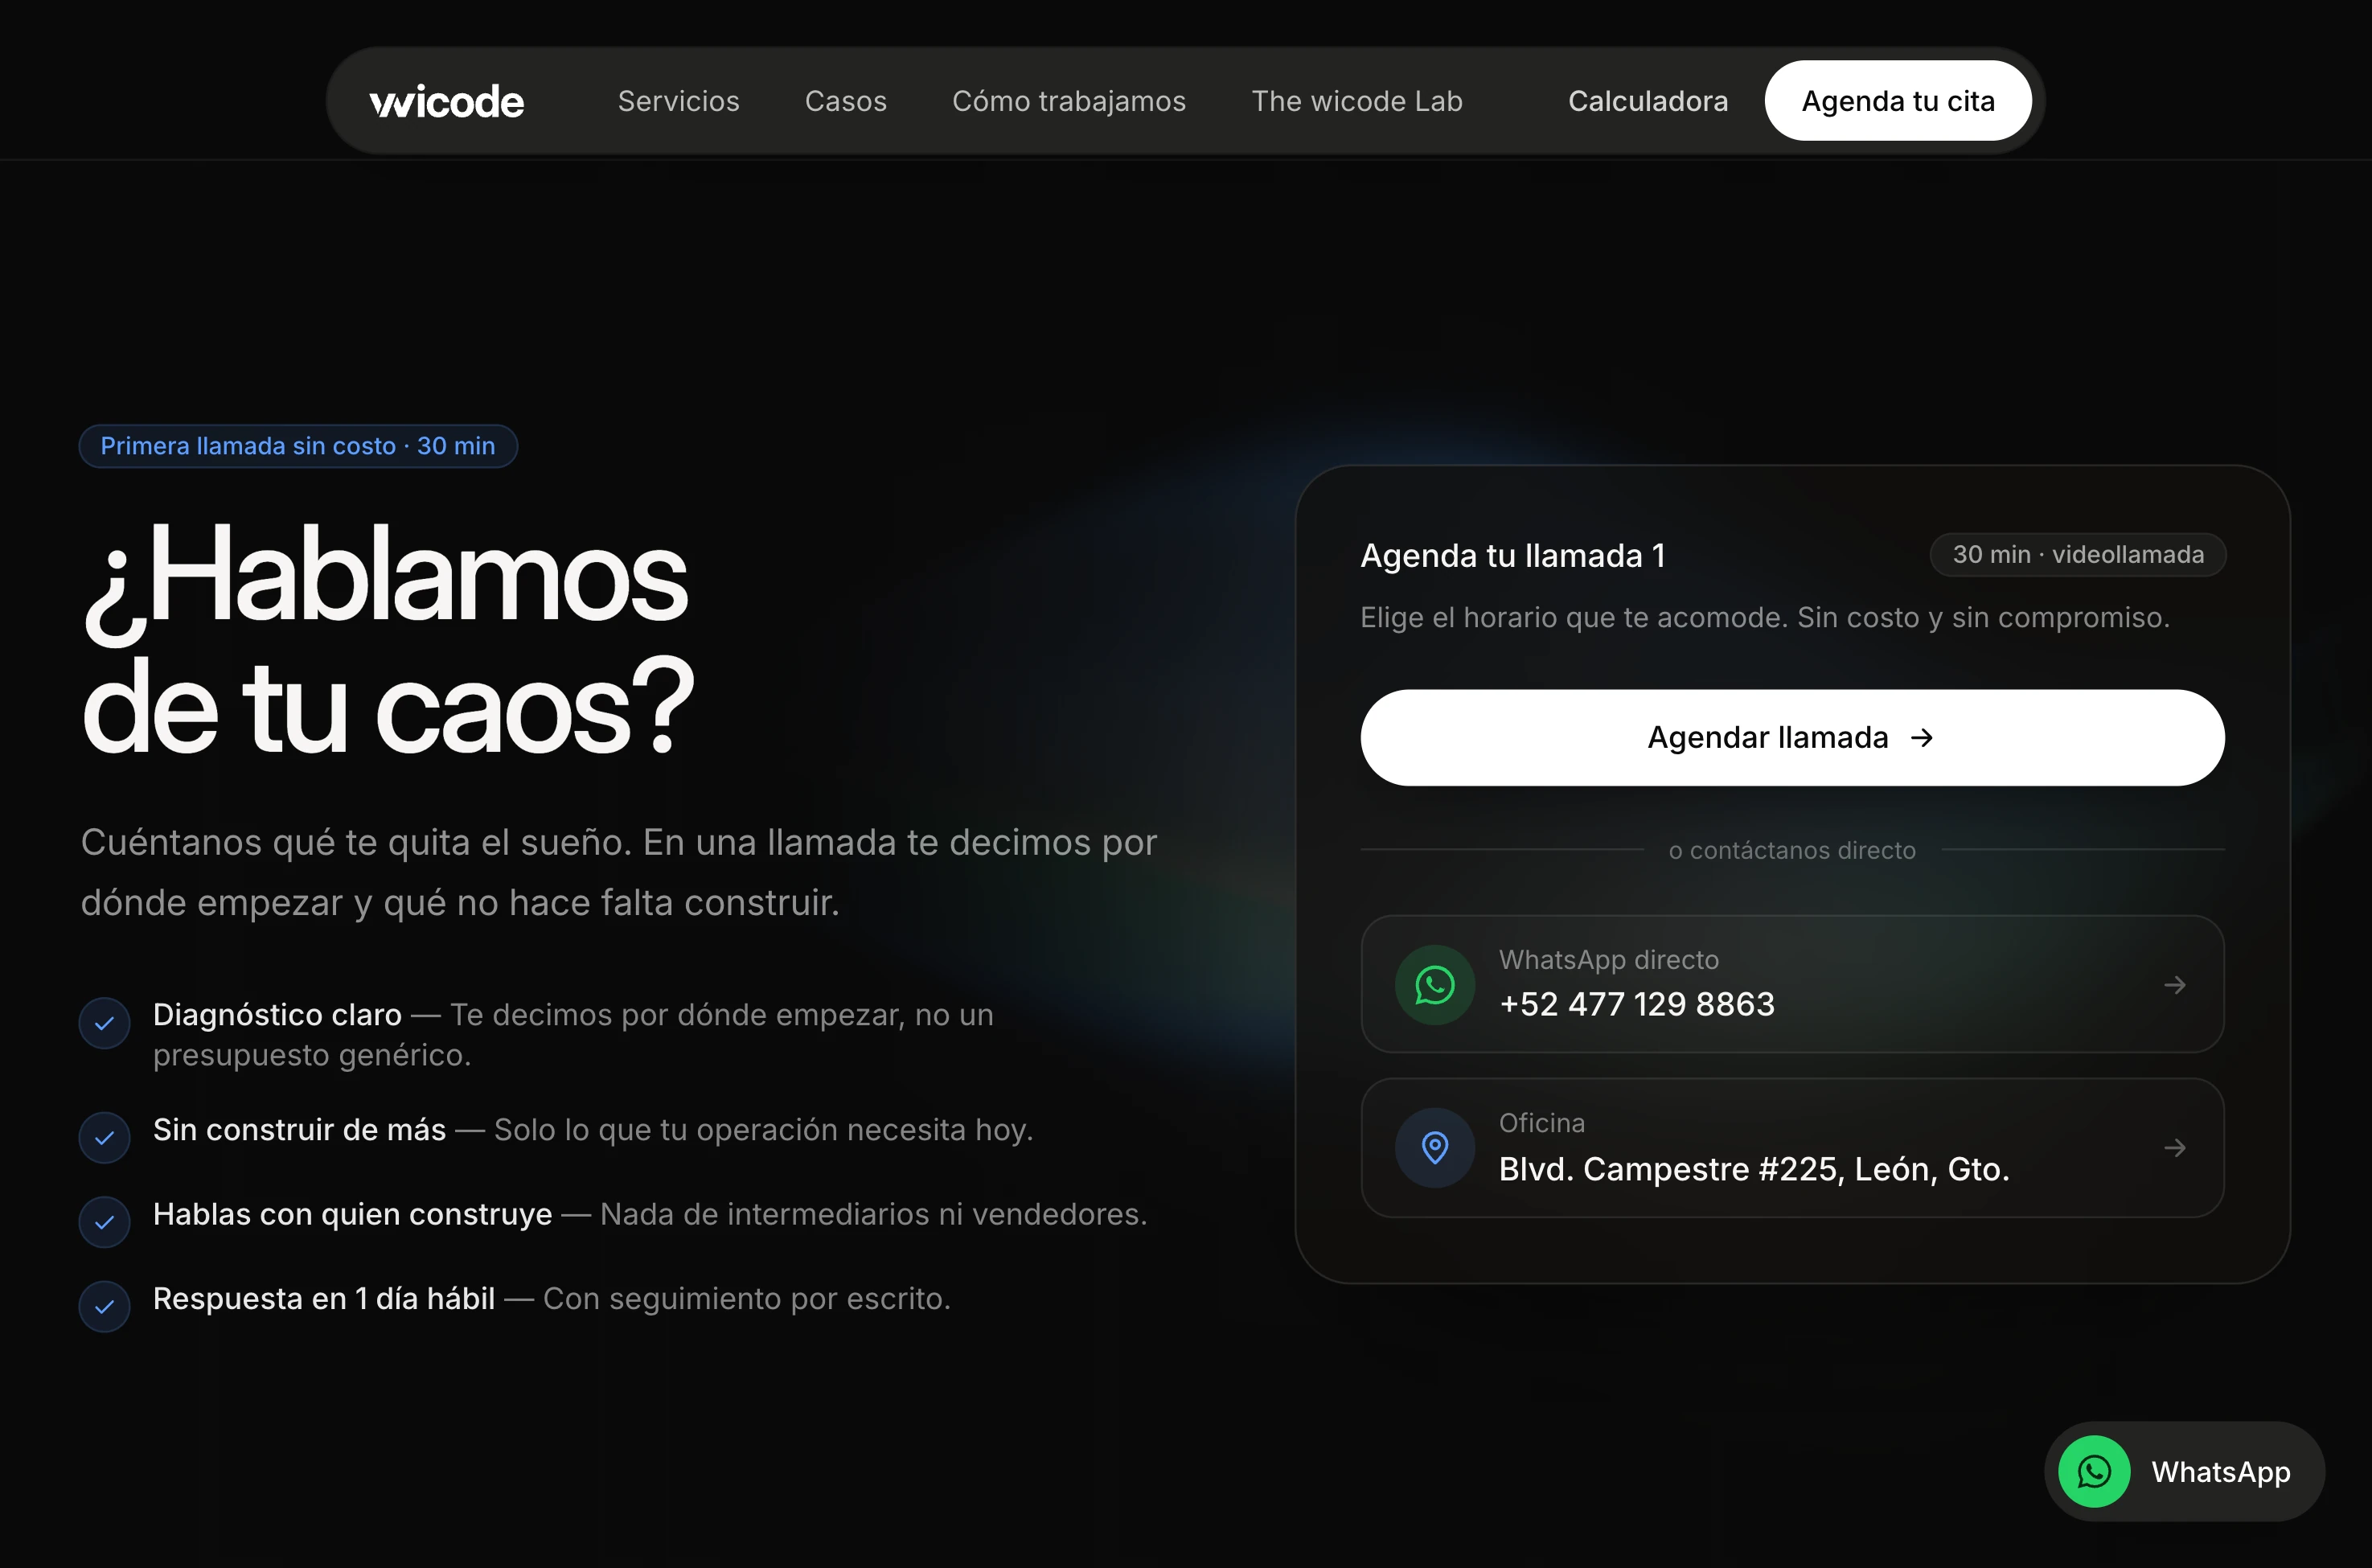 wicode
Servicios
Casos
Cómo trabajamos
The wicode Lab
Calculadora
Agenda tu cita
Primera llamada sin costo · 30 min
¿Hablamos
de tu caos?
Cuéntanos qué te quita el sueño. En una llamada te decimos por
dónde empezar y qué no hace falta construir.
Diagnóstico claro — Te decimos por dónde empezar, no un
presupuesto genérico.
Sin construir de más — Solo lo que tu operación necesita hoy.
Hablas con quien construye — Nada de intermediarios ni vendedores.
Respuesta en 1 día hábil — Con seguimiento por escrito.
Agenda tu llamada 1
30 min · videollamada
Elige el horario que te acomode. Sin costo y sin compromiso.
Agendar llamada →
o contáctanos directo
WhatsApp directo
+52 477 129 8863
Oficina
Blvd. Campestre #225, León, Gto.
WhatsApp